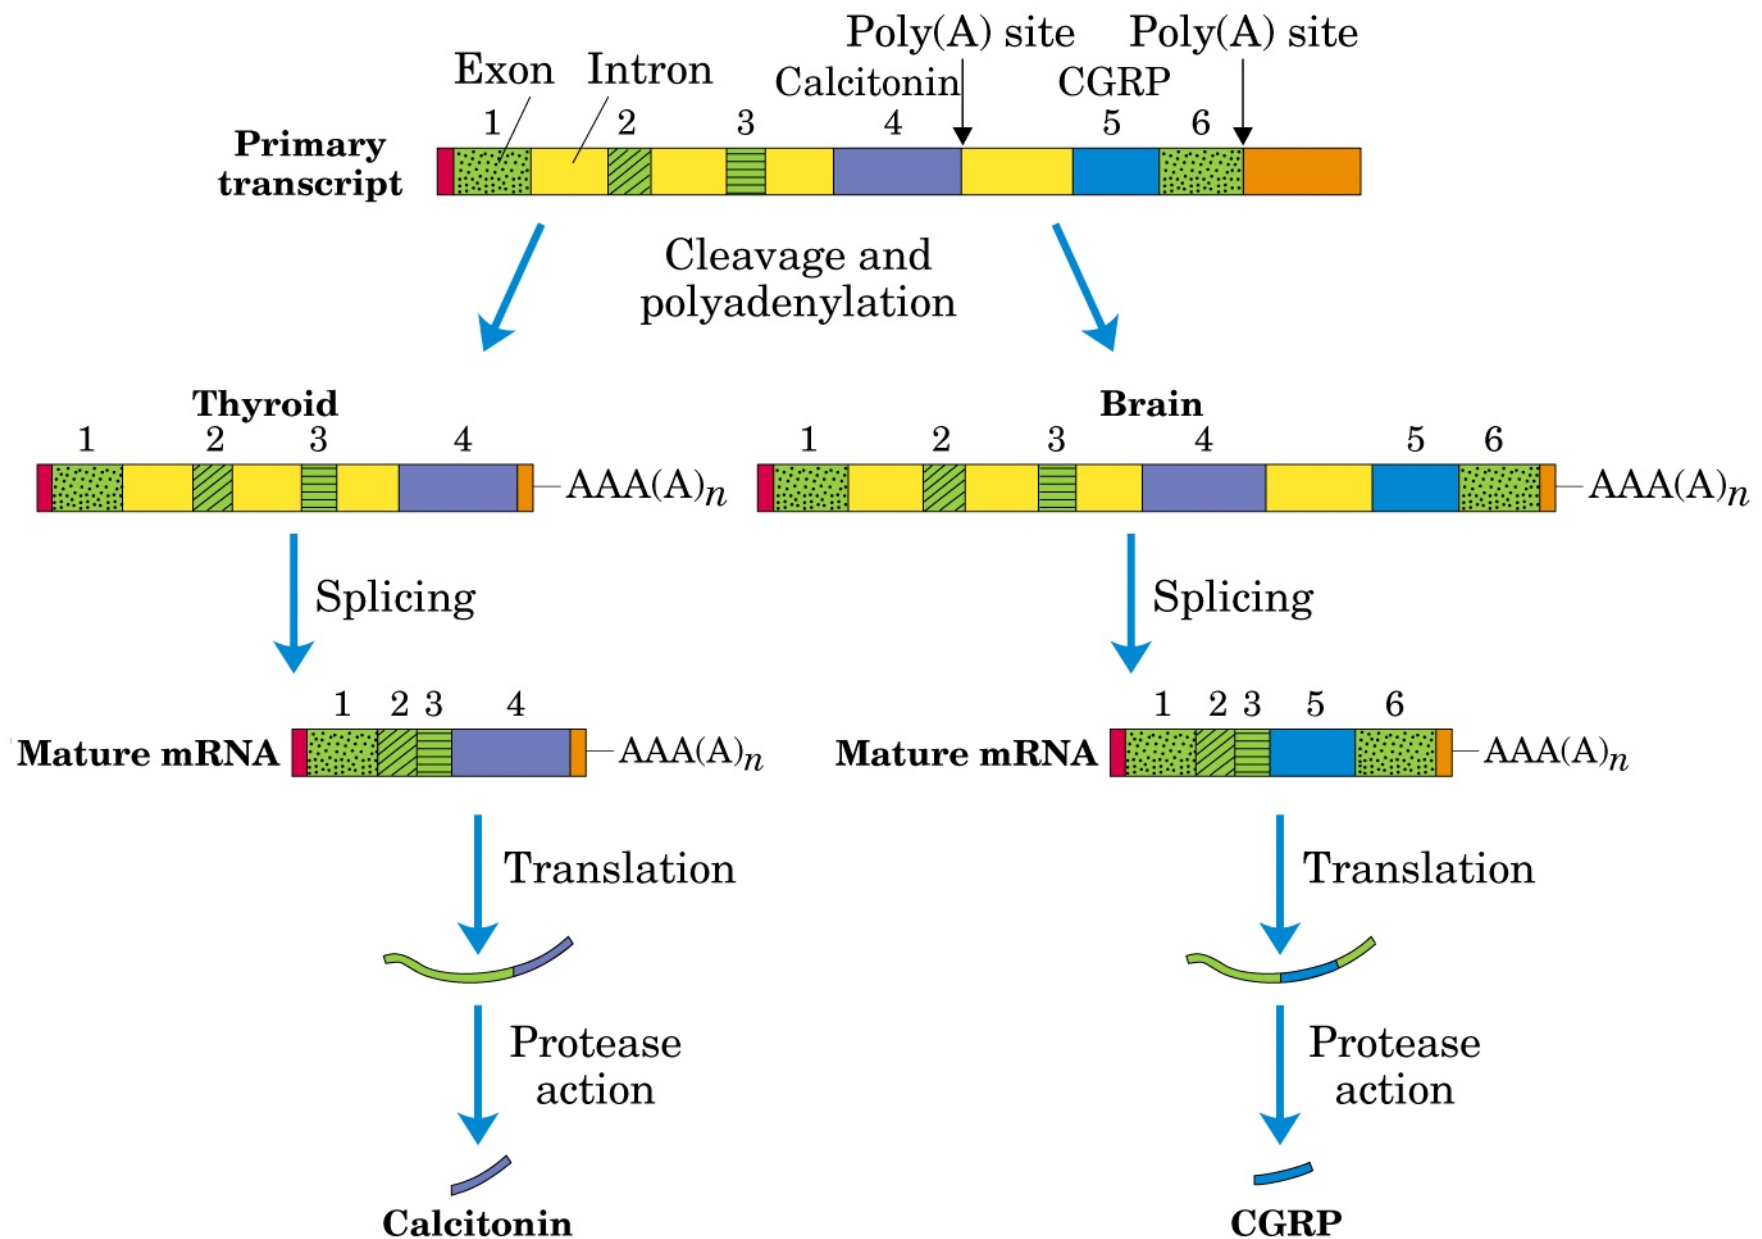 Poly(A) site Poly(A) site
Exon Intron Calcitonin CGRP
1 2 3 4 5 6
Primary
transcript
Cleavage and
polyadenylation
Thyroid
1 2 3 4
AAA(A)n
Brain
1 2 3 4 5 6
AAA(A)n
Splicing
Splicing
1 2 3 4
Mature mRNA AAA(A)n
1 2 3 5 6
Mature mRNA AAA(A)n
Translation
Translation
Protease
action
Protease
action
Calcitonin
CGRP